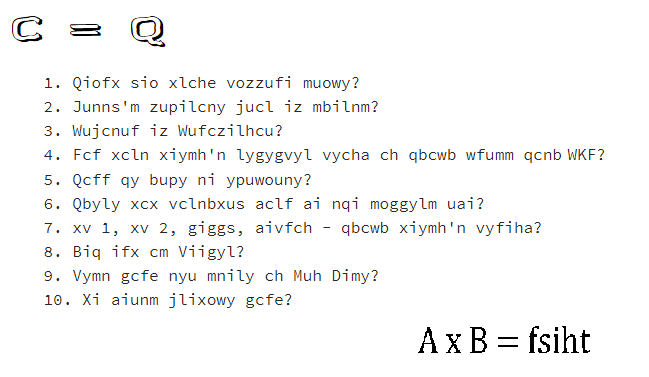 C = Q
1. Qiofx sio xlche vozzufi muowy?
2. Junns'm zupilcny jucl iz mbilnm?
3. Wujcnuf iz Wufczilhcu?
4. Fcf xcln xiymh'n lygygvyl vycha ch qbcwb wfumm qcnb WKF?
5. Qcff qy bupy ni ypuwouny?
6. Qbyly xcx vclnbxus aclf ai nqi moggylm uai?
7. xv 1, xv 2, giggs, aivfch - qbcwb xiymh'n vyfiha?
8. Biq ifx cm Viigyl?
9. Vymn gcfe nyu mnily ch Muh Dimy?
10. Xi aiunm jlixowy gcfe?
A x B = fsiht